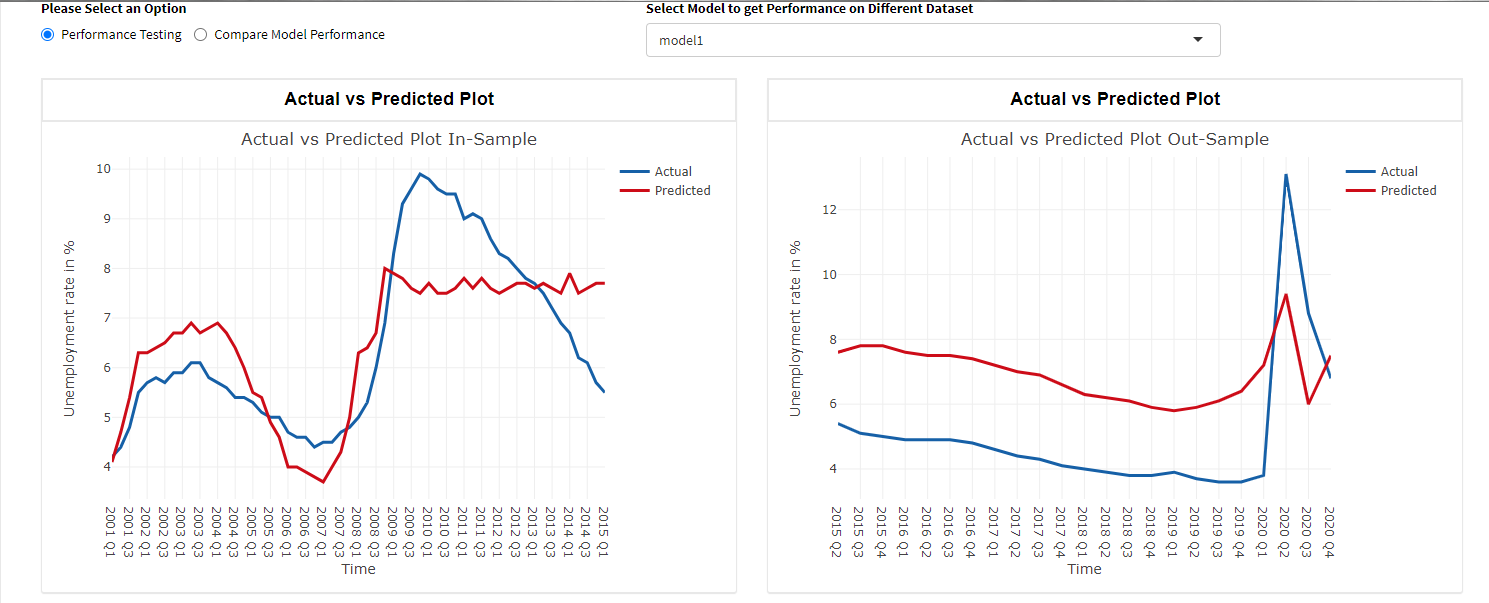 Please Select an Option
Performance Testing Compare Model Performance
Select Model to get Performance on Different Dataset
model1
Actual vs Predicted Plot
Actual vs Predicted Plot In-Sample
Actual
Predicted
Unemployment rate in %
10
9
8
7
6
5
4
2001 Q1
2001 Q3
2002 Q1
2002 Q3
2003 Q1
2003 Q3
2004 Q1
2004 Q3
2005 Q1
2005 Q3
2006 Q1
2006 Q3
2007 Q1
2007 Q3
2008 Q1
2008 Q3
2009 Q1
2009 Q3
2010 Q1
2010 Q3
2011 Q1
2011 Q3
2012 Q1
2012 Q3
2013 Q1
2013 Q3
2014 Q1
2014 Q3
2015 Q1
Time
Actual vs Predicted Plot
Actual vs Predicted Plot Out-Sample
Actual
Predicted
Unemployment rate in %
12
10
8
6
4
2015 Q2
2015 Q3
2015 Q4
2016 Q1
2016 Q2
2016 Q3
2016 Q4
2017 Q1
2017 Q2
2017 Q3
2017 Q4
2018 Q1
2018 Q2
2018 Q3
2018 Q4
2019 Q1
2019 Q2
2019 Q3
2019 Q4
2020 Q1
2020 Q2
2020 Q3
2020 Q4
Time